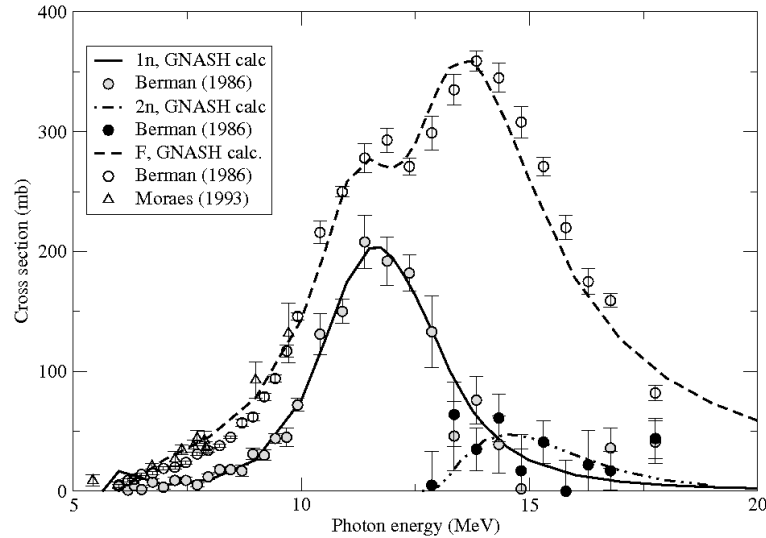 400
300
200
100
0
Cross section (mb)
1n, GNASH calc
Berman (1986)
2n, GNASH calc
Berman (1986)
F, GNASH calc.
Berman (1986)
Moraes (1993)
5
10
15
20
Photon energy (MeV)